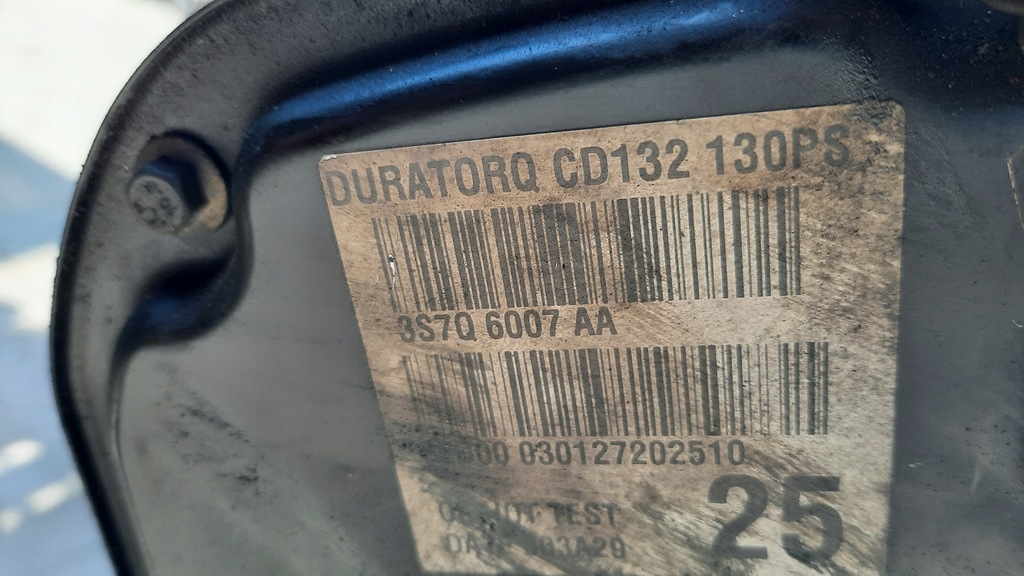 DURATORQ CD132 130PS
3S7Q 6007 AA
030127202510
TEST
25